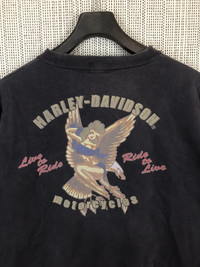 HARLEY-DAVIDSON
Live to Ride
Ride to Live
motorcycles